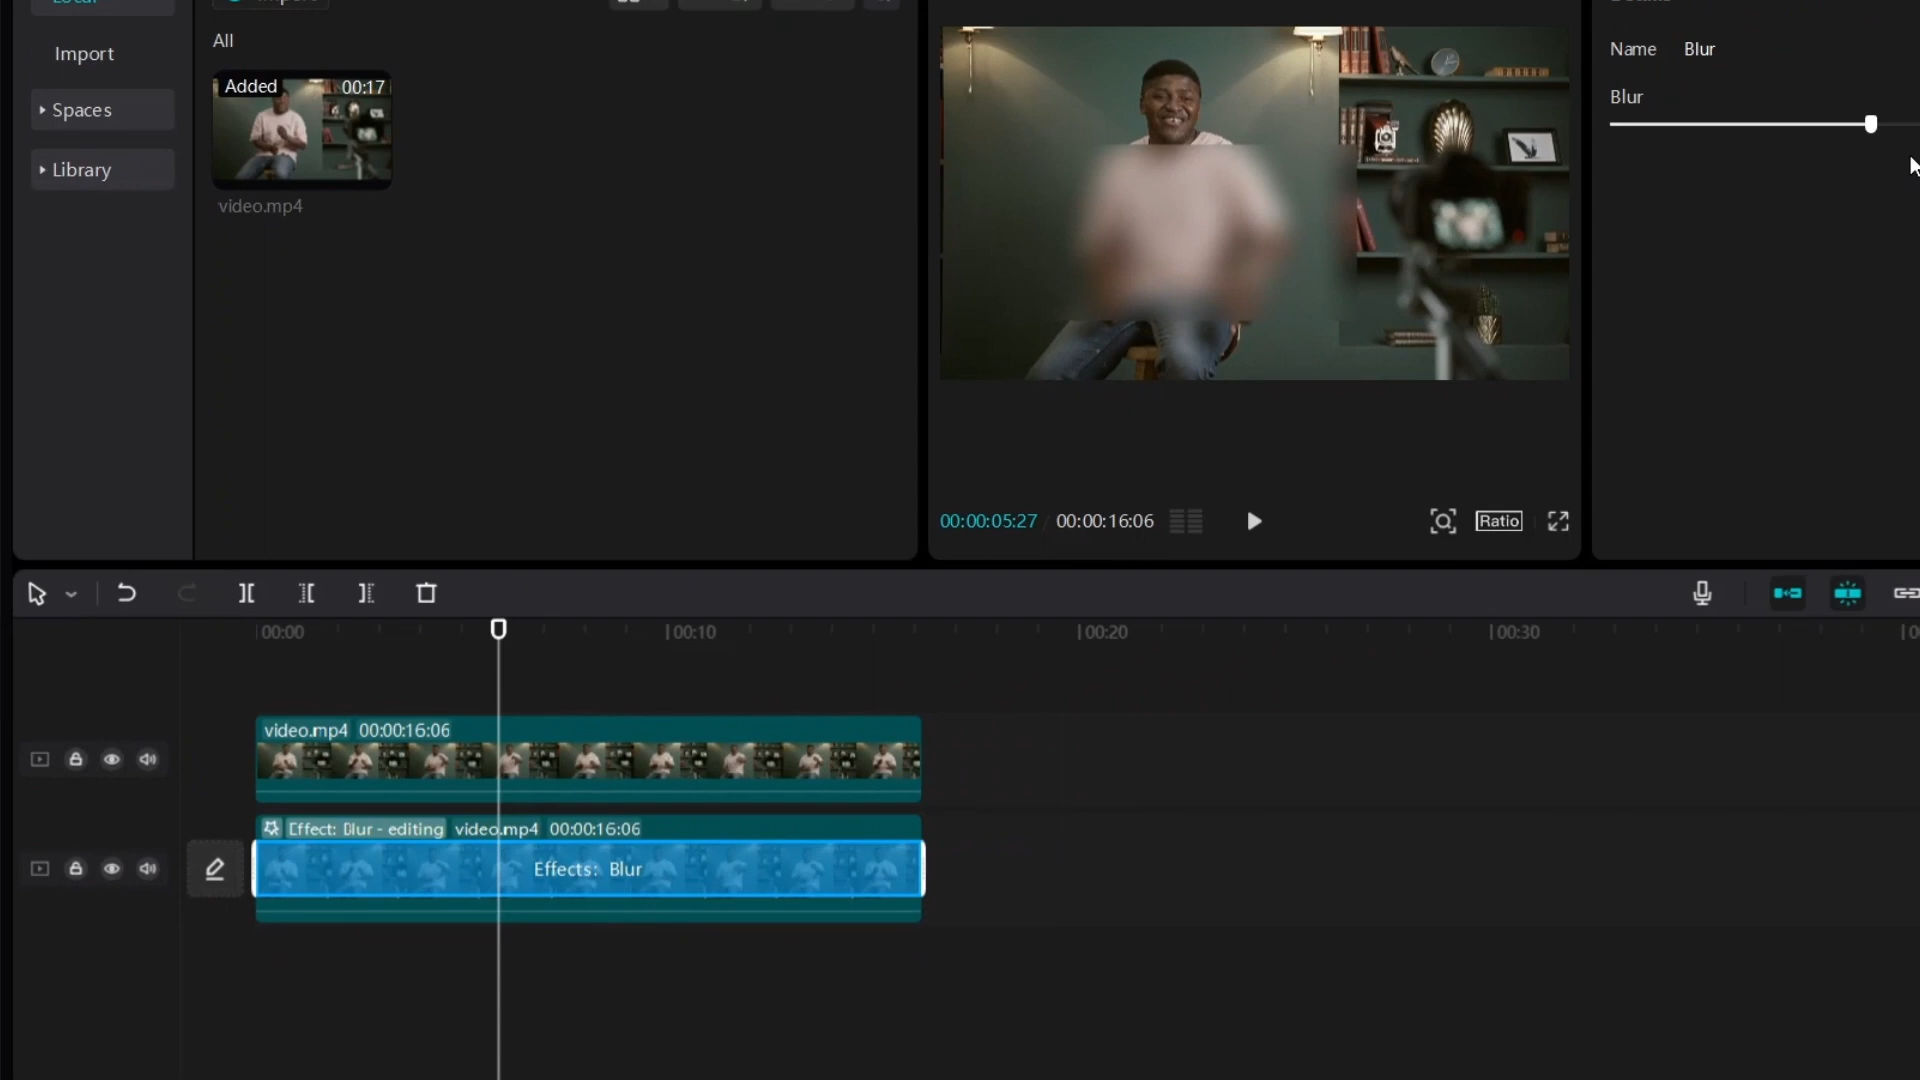 Local
Import
All
Added 00:17
video.mp4
Import
Spaces
Library
Name Blur
Blur
00:00:05:27 00:00:16:06
Ratio
00:00 00:10 00:20 00:30
video.mp4 00:00:16:06
Effect: Blur - editing video.mp4 00:00:16:06
Effects: Blur